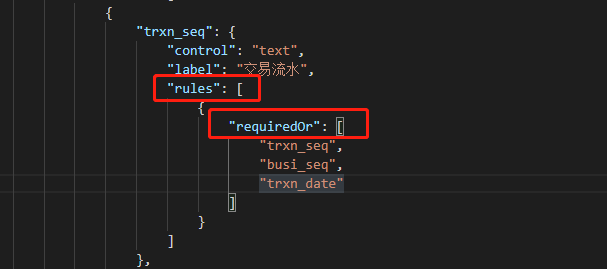 {
"trxn_seq": {
"control": "text",
"label": "交易流水",
"rules": [
{
"requiredOr": [
"trxn_seq",
"busi_seq",
"trxn_date"
]
}
]
},